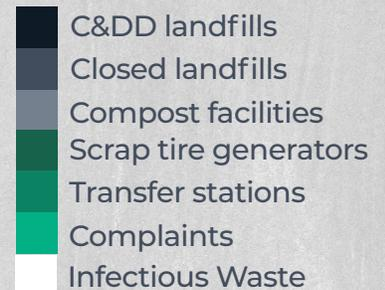 C&DD landfills
Closed landfills
Compost facilities
Scrap tire generators
Transfer stations
Complaints
Infectious Waste